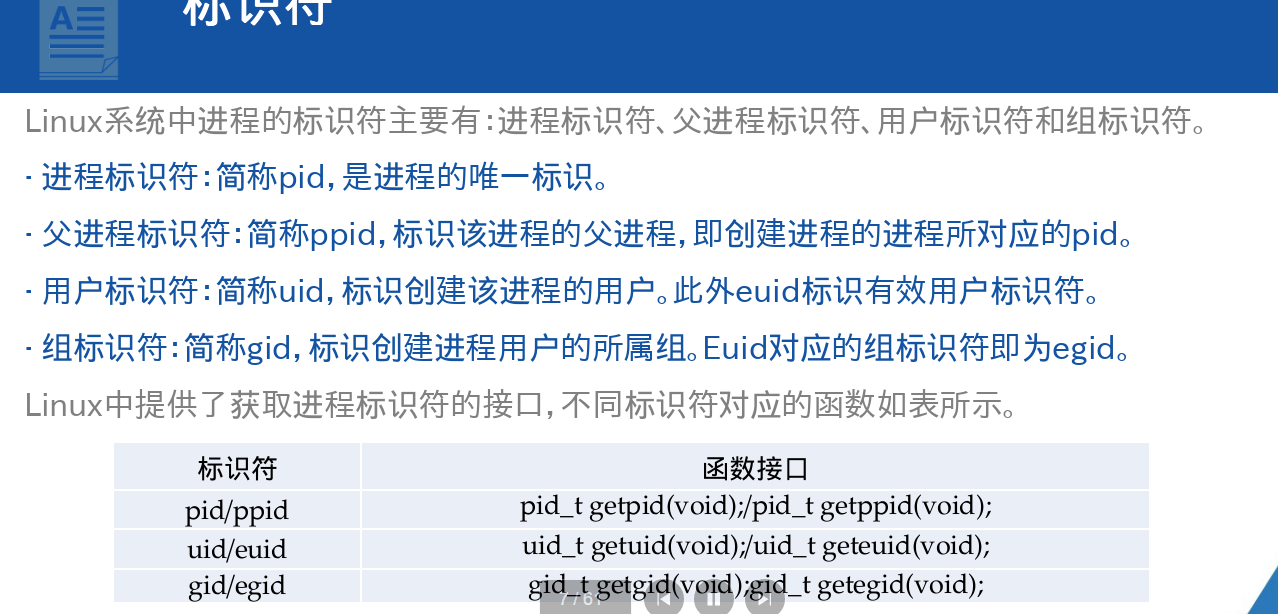 标识符
Linux系统中进程的标识符主要有：进程标识符、父进程标识符、用户标识符和组标识符。
· 进程标识符：简称pid，是进程的唯一标识。
· 父进程标识符：简称ppid，标识该进程的父进程，即创建进程的进程所对应的pid。
· 用户标识符：简称uid，标识创建该进程的用户。此外euid标识有效用户标识符。
· 组标识符：简称gid，标识创建进程用户的所属组。Euid对应的组标识符即为egid。
Linux中提供了获取进程标识符的接口，不同标识符对应的函数如表所示。
标识符 函数接口
pid/ppid pid_t getpid(void);/pid_t getppid(void);
uid/euid uid_t getuid(void);/uid_t geteuid(void);
gid/egid gid_t getgid(void);gid_t getegid(void);
7 / 61